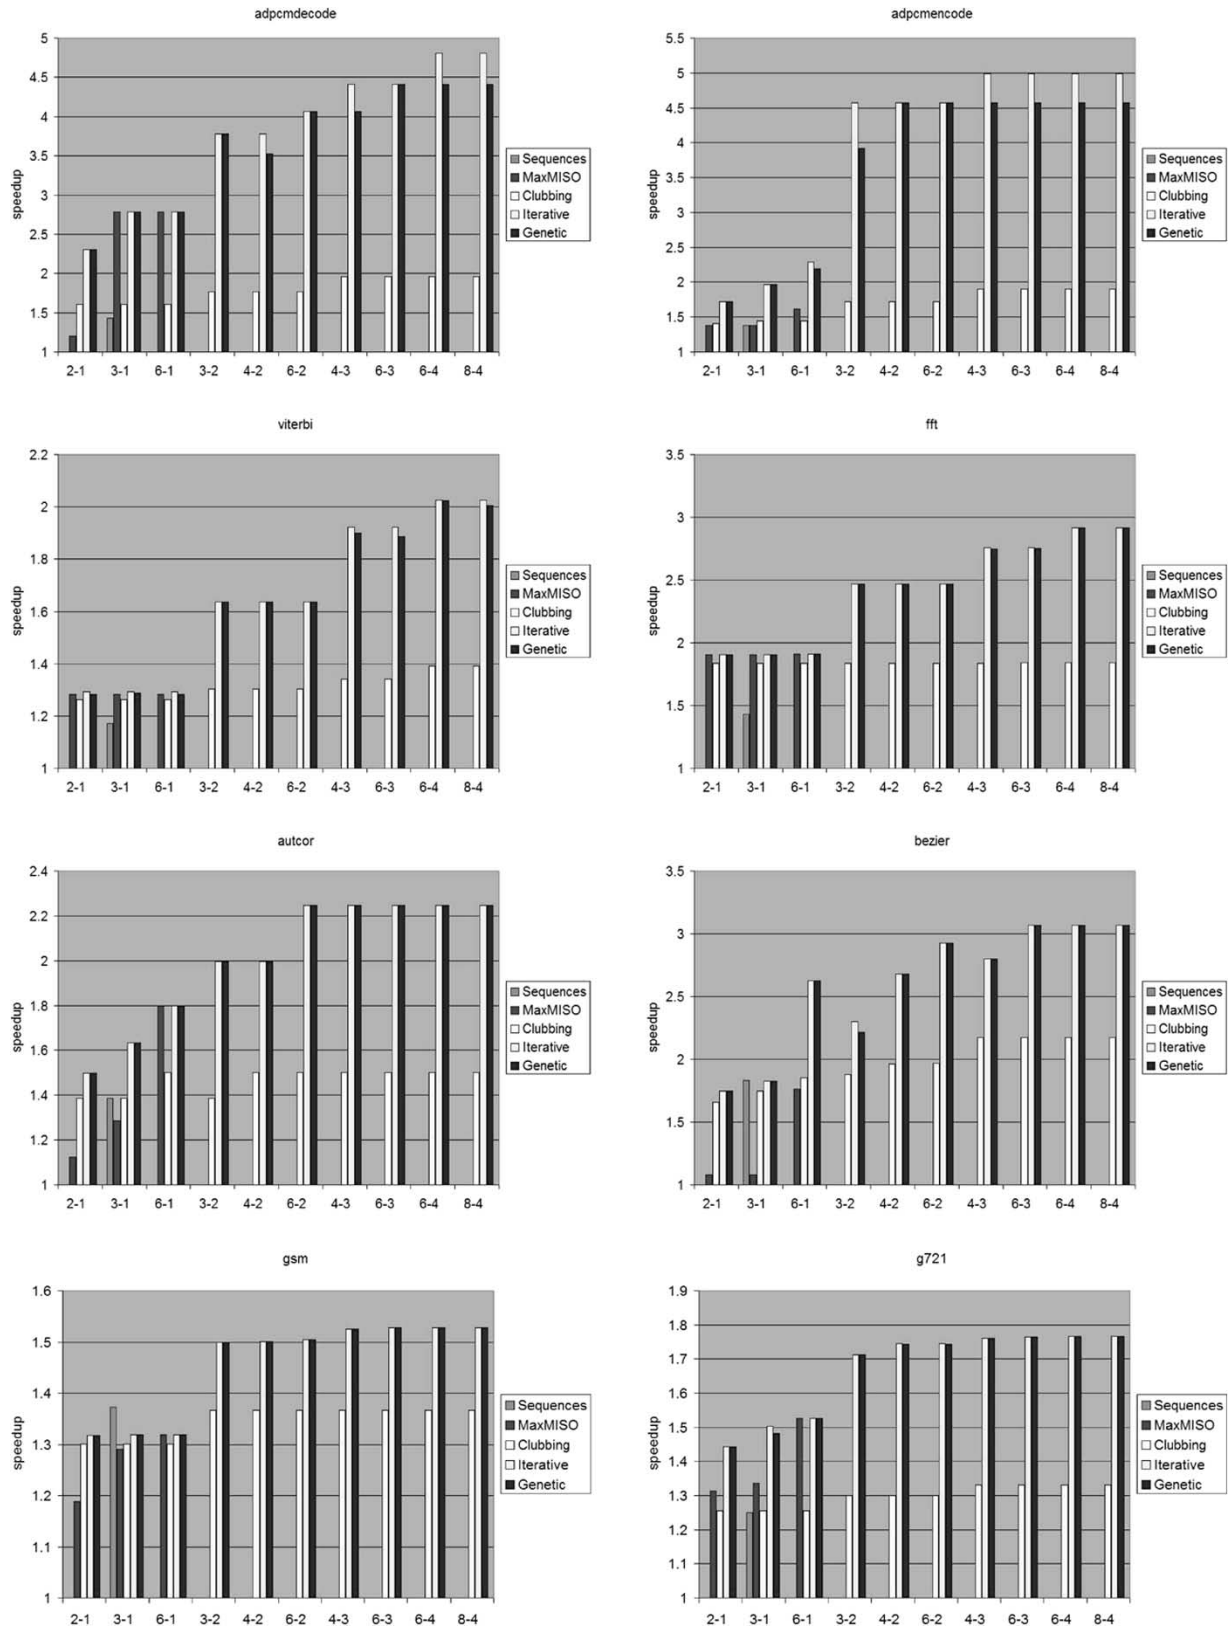 adpcmdecode
5
4.5
4
3.5
3
2.5
2
1.5
1
speedup
2-1 3-1 6-1 3-2 4-2 6-2 4-3 6-3 6-4 8-4
Sequences
MaxMISO
Clubbing
Iterative
Genetic
adpcmencode
5.5
5
4.5
4
3.5
3
2.5
2
1.5
1
speedup
2-1 3-1 6-1 3-2 4-2 6-2 4-3 6-3 6-4 8-4
Sequences
MaxMISO
Clubbing
Iterative
Genetic
viterbi
2.2
2
1.8
1.6
1.4
1.2
1
speedup
2-1 3-1 6-1 3-2 4-2 6-2 4-3 6-3 6-4 8-4
Sequences
MaxMISO
Clubbing
Iterative
Genetic
fft
3.5
3
2.5
2
1.5
1
speedup
2-1 3-1 6-1 3-2 4-2 6-2 4-3 6-3 6-4 8-4
Sequences
MaxMISO
Clubbing
Iterative
Genetic
autcor
2.4
2.2
2
1.8
1.6
1.4
1.2
1
speedup
2-1 3-1 6-1 3-2 4-2 6-2 4-3 6-3 6-4 8-4
Sequences
MaxMISO
Clubbing
Iterative
Genetic
bezier
3.5
3
2.5
2
1.5
1
speedup
2-1 3-1 6-1 3-2 4-2 6-2 4-3 6-3 6-4 8-4
Sequences
MaxMISO
Clubbing
Iterative
Genetic
gsm
1.6
1.5
1.4
1.3
1.2
1.1
1
speedup
2-1 3-1 6-1 3-2 4-2 6-2 4-3 6-3 6-4 8-4
Sequences
MaxMISO
Clubbing
Iterative
Genetic
g721
1.9
1.8
1.7
1.6
1.5
1.4
1.3
1.2
1.1
1
speedup
2-1 3-1 6-1 3-2 4-2 6-2 4-3 6-3 6-4 8-4
Sequences
MaxMISO
Clubbing
Iterative
Genetic